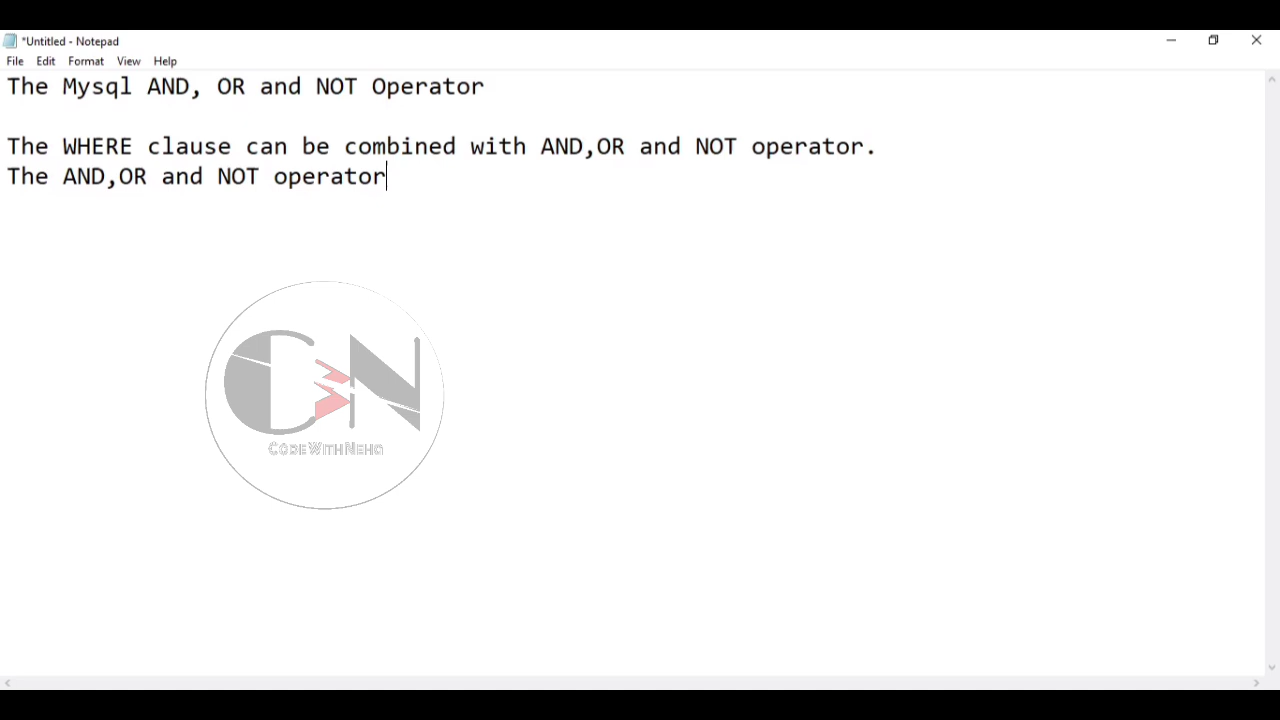 *Untitled - Notepad
File Edit Format View Help
The Mysql AND, OR and NOT Operator
The WHERE clause can be combined with AND,OR and NOT operator.
The AND,OR and NOT operator
CN
CODEWITHNEHA